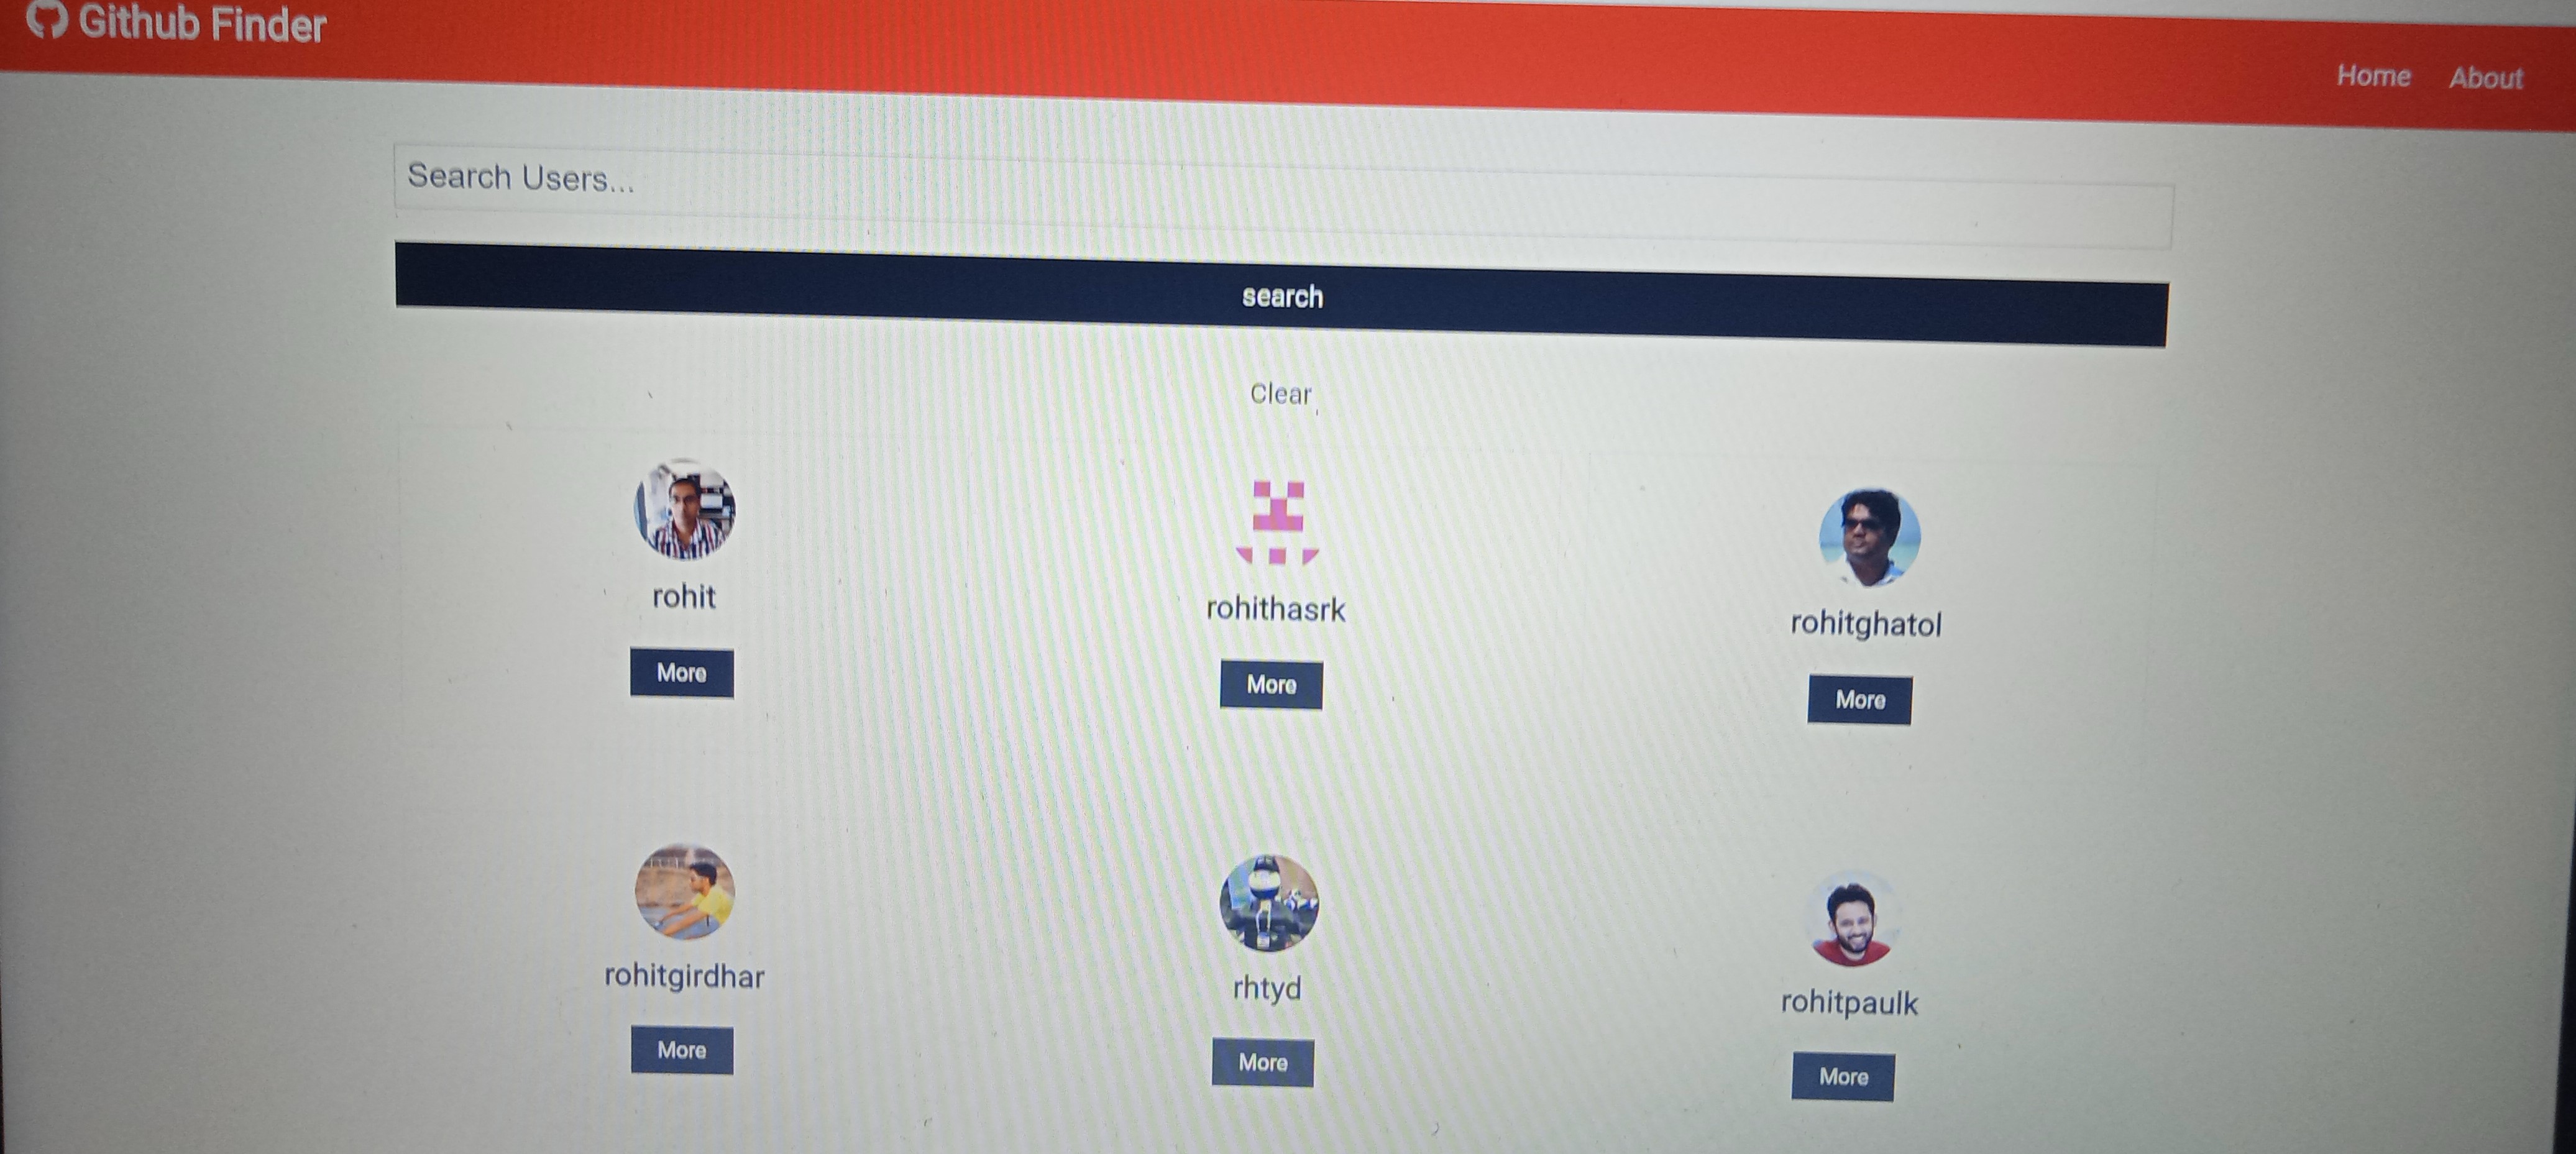 Github Finder
Home About
Search Users...
search
Clear
rohit
rohithasrk
rohitghatol
More
More
More
rohitgirdhar
rhtyd
rohitpaulk
More
More
More